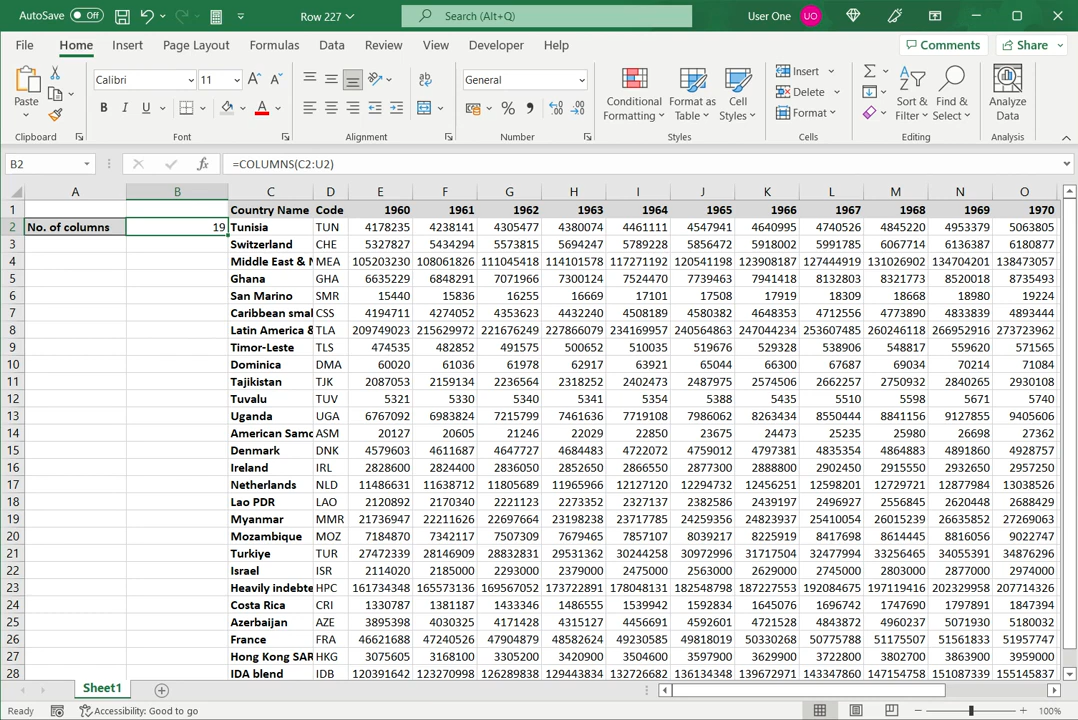 AutoSave Off Row 227 Search (Alt+Q) User One UO
File Home Insert Page Layout Formulas Data Review View Developer Help Comments Share
Paste Calibri 11 B I U A General Conditional Formatting Format as Table Cell Styles Insert Delete Format Sort & Filter Find & Select Analyze Data
Clipboard Font Alignment Number Styles Cells Editing Analysis
B2 fx =COLUMNS(C2:U2)
A B C D E F G H I J K L M N O
1 Country Name Code 1960 1961 1962 1963 1964 1965 1966 1967 1968 1969 1970
2 No. of columns 19 Tunisia TUN 4178235 4238141 4305477 4380074 4461111 4547941 4640995 4740526 4845220 4953379 5063805
3 Switzerland CHE 5327827 5434294 5573815 5694247 5789228 5856472 5918002 5991785 6067714 6136387 6180877
4 Middle East & N MEA 105203230 108061826 111045418 114101578 117271192 120541198 123908187 127444919 131026902 134704201 138473057
5 Ghana GHA 6635229 6848291 7071966 7300124 7524470 7739463 7941418 8132803 8321773 8520018 8735493
6 San Marino SMR 15440 15836 16255 16669 17101 17508 17919 18309 18668 18980 19224
7 Caribbean smal CSS 4194711 4274052 4353623 4432240 4508189 4580382 4648353 4712556 4773890 4833839 4893444
8 Latin America & TLA 209749023 215629972 221676249 227866079 234169957 240564863 247044234 253607485 260246118 266952916 273723962
9 Timor-Leste TLS 474535 482852 491575 500652 510035 519676 529328 538906 548817 559620 571565
10 Dominica DMA 60020 61036 61978 62917 63921 65044 66300 67687 69034 70214 71084
11 Tajikistan TJK 2087053 2159134 2236564 2318252 2402473 2487975 2574506 2662257 2750932 2840265 2930108
12 Tuvalu TUV 5321 5330 5340 5341 5354 5388 5435 5510 5598 5671 5740
13 Uganda UGA 6767092 6983824 7215799 7461636 7719108 7986062 8263434 8550444 8841156 9127855 9405606
14 American Samo ASM 20127 20605 21246 22029 22850 23675 24473 25235 25980 26698 27362
15 Denmark DNK 4579603 4611687 4647727 4684483 4722072 4759012 4797381 4835354 4864883 4891860 4928757
16 Ireland IRL 2828600 2824400 2836050 2852650 2866550 2877300 2888800 2902450 2915550 2932650 2957250
17 Netherlands NLD 11486631 11638712 11805689 11965966 12127120 12294732 12456251 12598201 12729721 12877984 13038526
18 Lao PDR LAO 2120892 2170340 2221123 2273352 2327137 2382586 2439197 2496927 2556845 2620448 2688429
19 Myanmar MMR 21736947 22211626 22697664 23198238 23717785 24259356 24823937 25410054 26015239 26635852 27269063
20 Mozambique MOZ 7184870 7342117 7507309 7679465 7857107 8039217 8225919 8417698 8614445 8816056 9022747
21 Turkiye TUR 27472339 28146909 28832831 29531362 30244258 30972996 31717504 32477994 33256465 34055391 34876296
22 Israel ISR 2114020 2185000 2293000 2379000 2475000 2563000 2629000 2745000 2803000 2877000 2974000
23 Heavily indebte HPC 161734348 165573136 169567052 173722891 178048131 182548798 187227553 192084675 197119416 202329958 207714326
24 Costa Rica CRI 1330787 1381187 1433346 1486555 1539942 1592834 1645076 1696742 1747690 1797891 1847394
25 Azerbaijan AZE 3895398 4030325 4171428 4315127 4456691 4592601 4721528 4843872 4960237 5071930 5180032
26 France FRA 46621688 47240526 47904879 48582624 49230585 49818019 50330268 50775788 51175507 51561833 51957747
27 Hong Kong SAR HKG 3075605 3168100 3305200 3420900 3504600 3597900 3629900 3722800 3802700 3863900 3959000
28 IDA blend IDB 120391642 123270998 126289838 129443834 132726682 136134348 139672971 143347860 147154758 151087339 155145837
Sheet1
Ready Accessibility: Good to go 100%